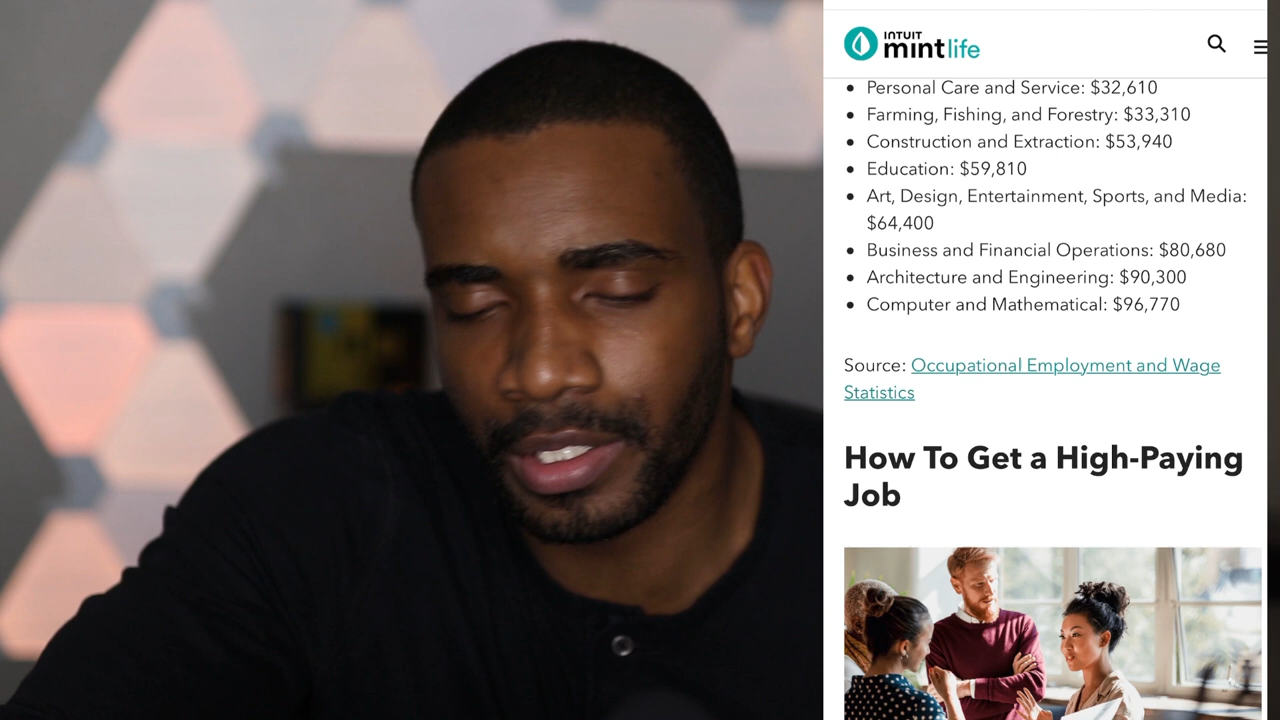 INTUIT
mintlife
Personal Care and Service: $32,610
Farming, Fishing, and Forestry: $33,310
Construction and Extraction: $53,940
Education: $59,810
Art, Design, Entertainment, Sports, and Media:
$64,400
Business and Financial Operations: $80,680
Architecture and Engineering: $90,300
Computer and Mathematical: $96,770
Source: Occupational Employment and Wage
Statistics
How To Get a High-Paying
Job